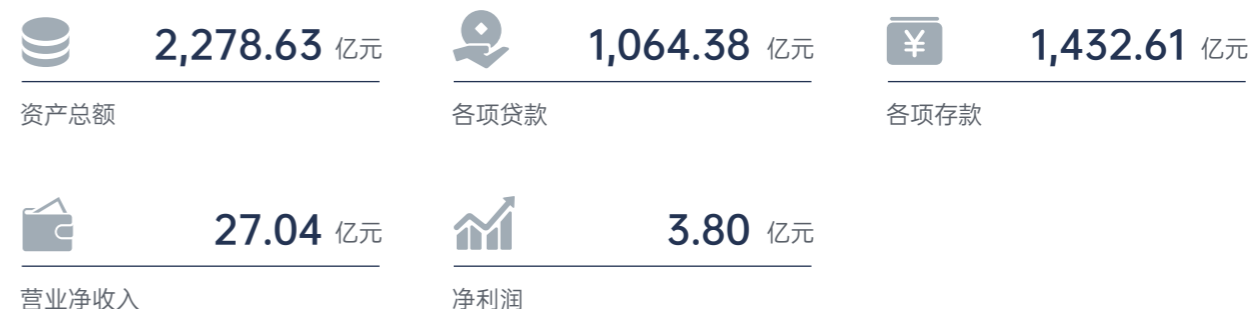 2,278.63 亿元
1,064.38 亿元
1,432.61 亿元
资产总额
各项贷款
各项存款
27.04 亿元
3.80 亿元
营业净收入
净利润